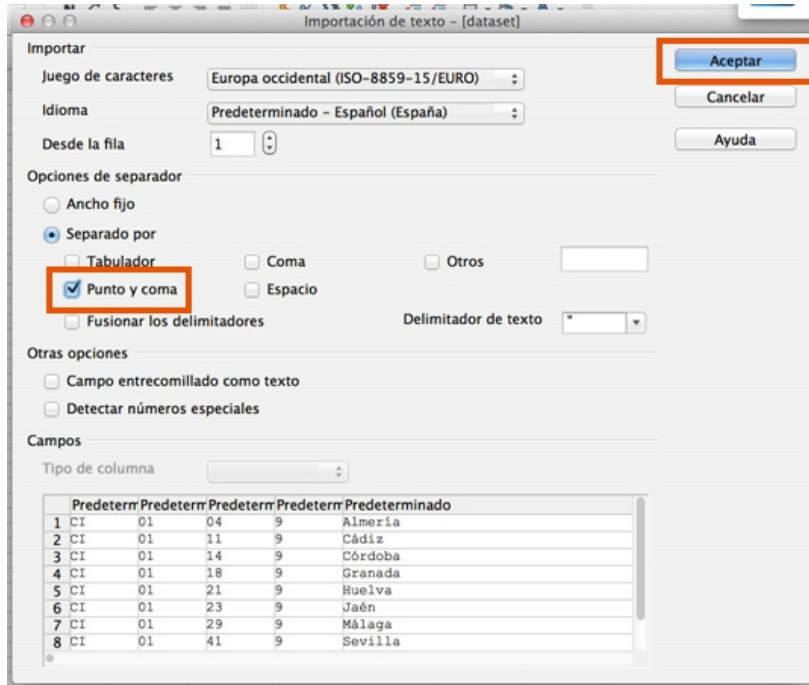 Importación de texto – [dataset]
Importar
Aceptar
Juego de caracteres Europa occidental (ISO-8859-15/EURO)
Cancelar
Idioma Predeterminado – Español (España)
Desde la fila 1
Ayuda
Opciones de separador
Ancho fijo
Separado por
Tabulador Coma Otros
Punto y coma Espacio
Fusionar los delimitadores Delimitador de texto "
Otras opciones
Campo entrecomillado como texto
Detectar números especiales
Campos
Tipo de columna
Predeterm Predeterm Predeterm Predeterm Predeterminado
1 CI 01 04 9 Almería
2 CI 01 11 9 Cádiz
3 CI 01 14 9 Córdoba
4 CI 01 18 9 Granada
5 CI 01 21 9 Huelva
6 CI 01 23 9 Jaén
7 CI 01 29 9 Málaga
8 CI 01 41 9 Sevilla